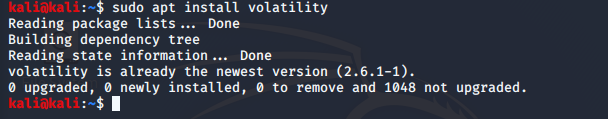 kali@kali:~$ sudo apt install volatility
Reading package lists... Done
Building dependency tree
Reading state information... Done
volatility is already the newest version (2.6.1-1).
0 upgraded, 0 newly installed, 0 to remove and 1048 not upgraded.
kali@kali:~$